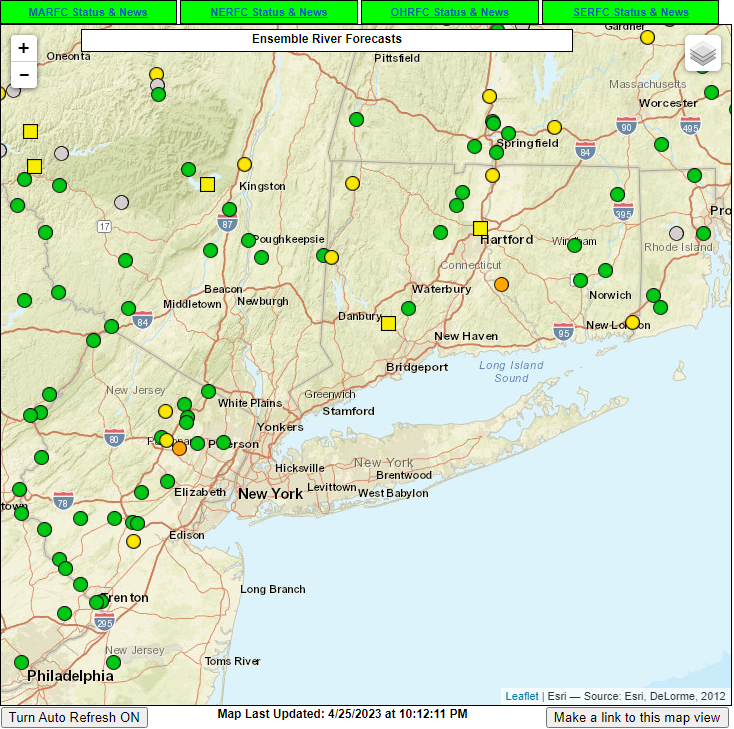 MARFC Status & News
NERFC Status & News
OHRFC Status & News
SERFC Status & News
Ensemble River Forecasts
+
−
Gardner
Oneonta
Pittsfield
Massachusetts
Worcester
90
495
Springfield
84
Kingston
395
17
87
Poughkeepsie
Hartford
Rhode Island
Connecticut
Beacon
Waterbury
Middletown
Newburgh
Norwich
Danbury
84
95
New London
New Haven
Long Island
Sound
Bridgeport
New Jersey
Greenwich
White Plains
Stamford
Yonkers
80
New York
Hicksville
Brentwood
Levittown
West Babylon
Elizabeth
New York
78
Edison
Long Branch
Trenton
295
New Jersey
Toms River
Philadelphia
Leaflet | Esri — Source: Esri, DeLorme, 2012
Turn Auto Refresh ON
Map Last Updated: 4/25/2023 at 10:12:11 PM
Make a link to this map view